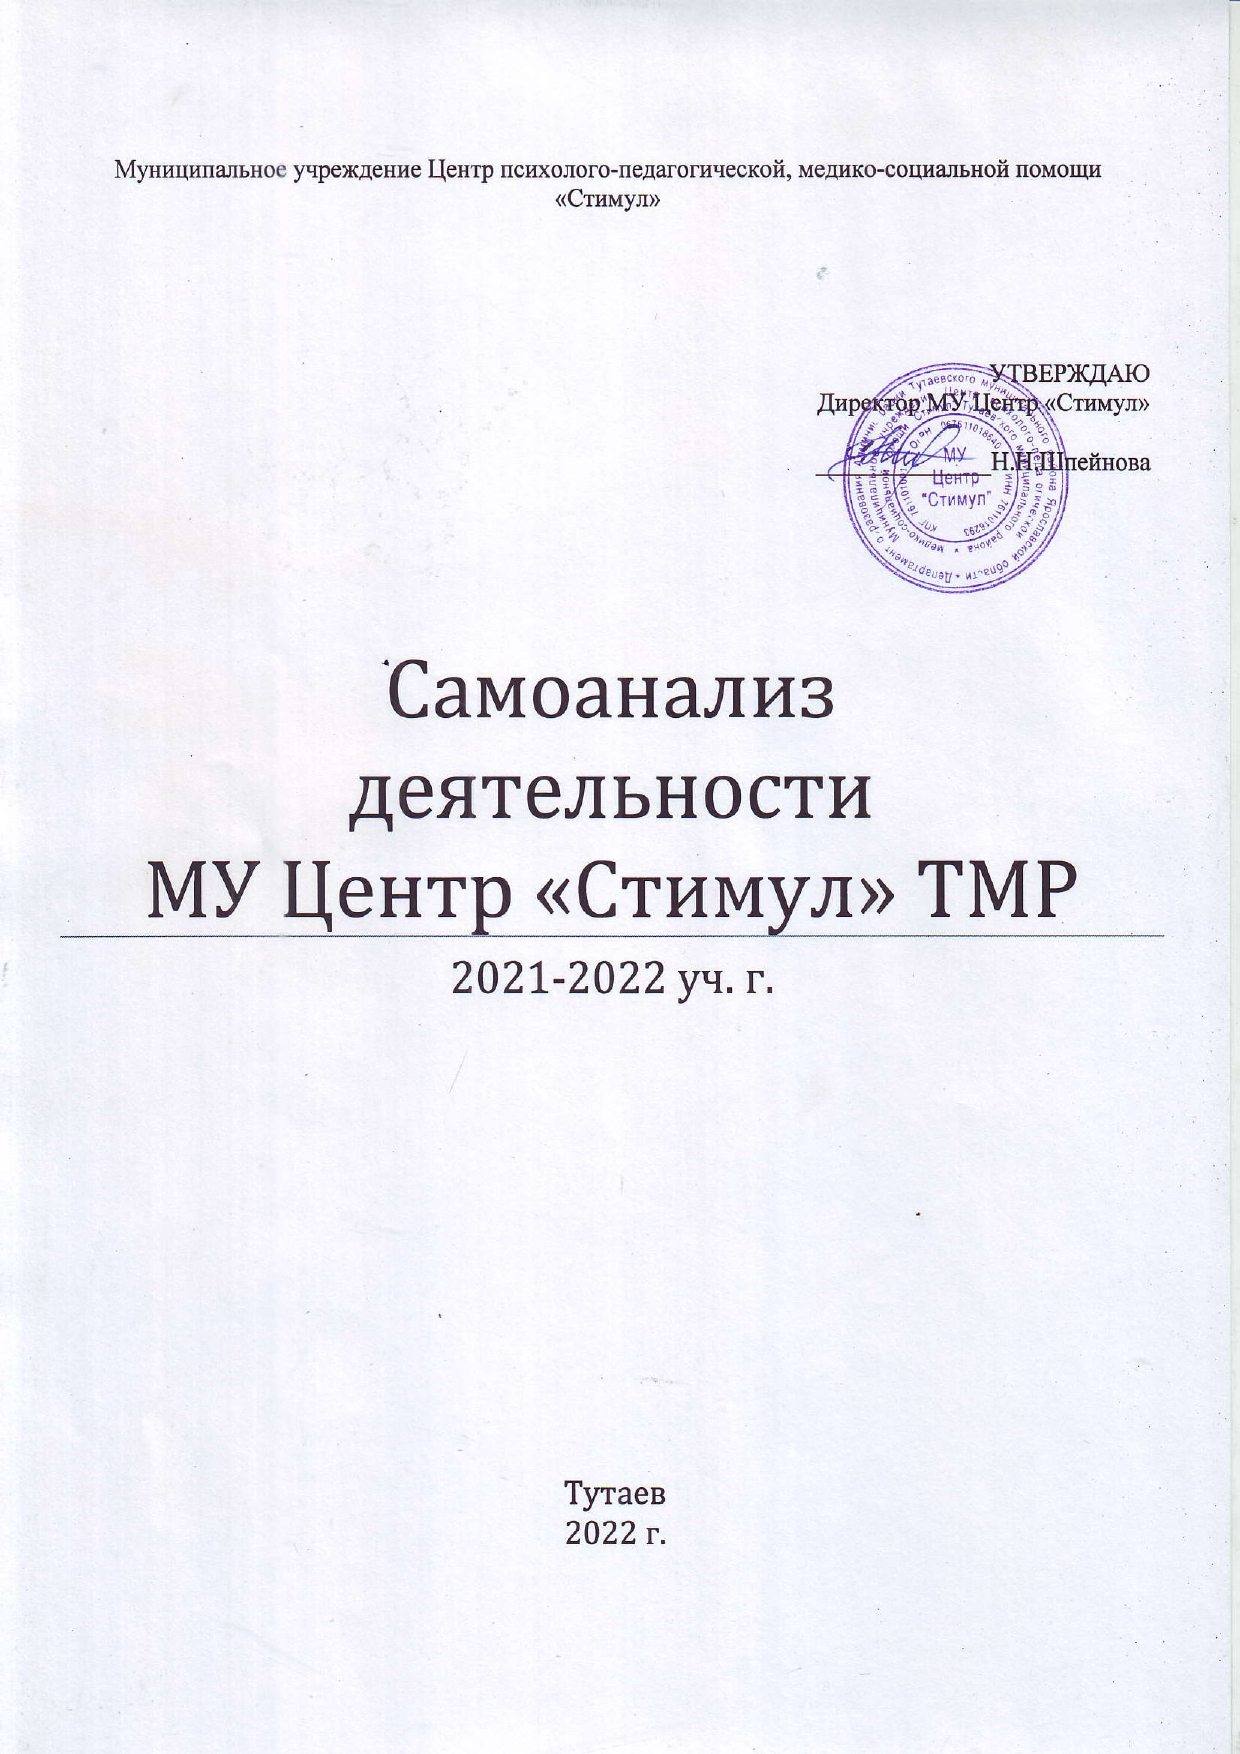 Муниципальное учреждение Центр психолого-педагогической, медико-социальной помощи
«Стимул»
УТВЕРЖДАЮ
Директор МУ Центр «Стимул»
Н.Н.Шпейнова
МУ
Центр
"Стимул"
Самоанализ
деятельности
МУ Центр «Стимул» ТМР
2021-2022 уч. г.
Тутаев
2022 г.